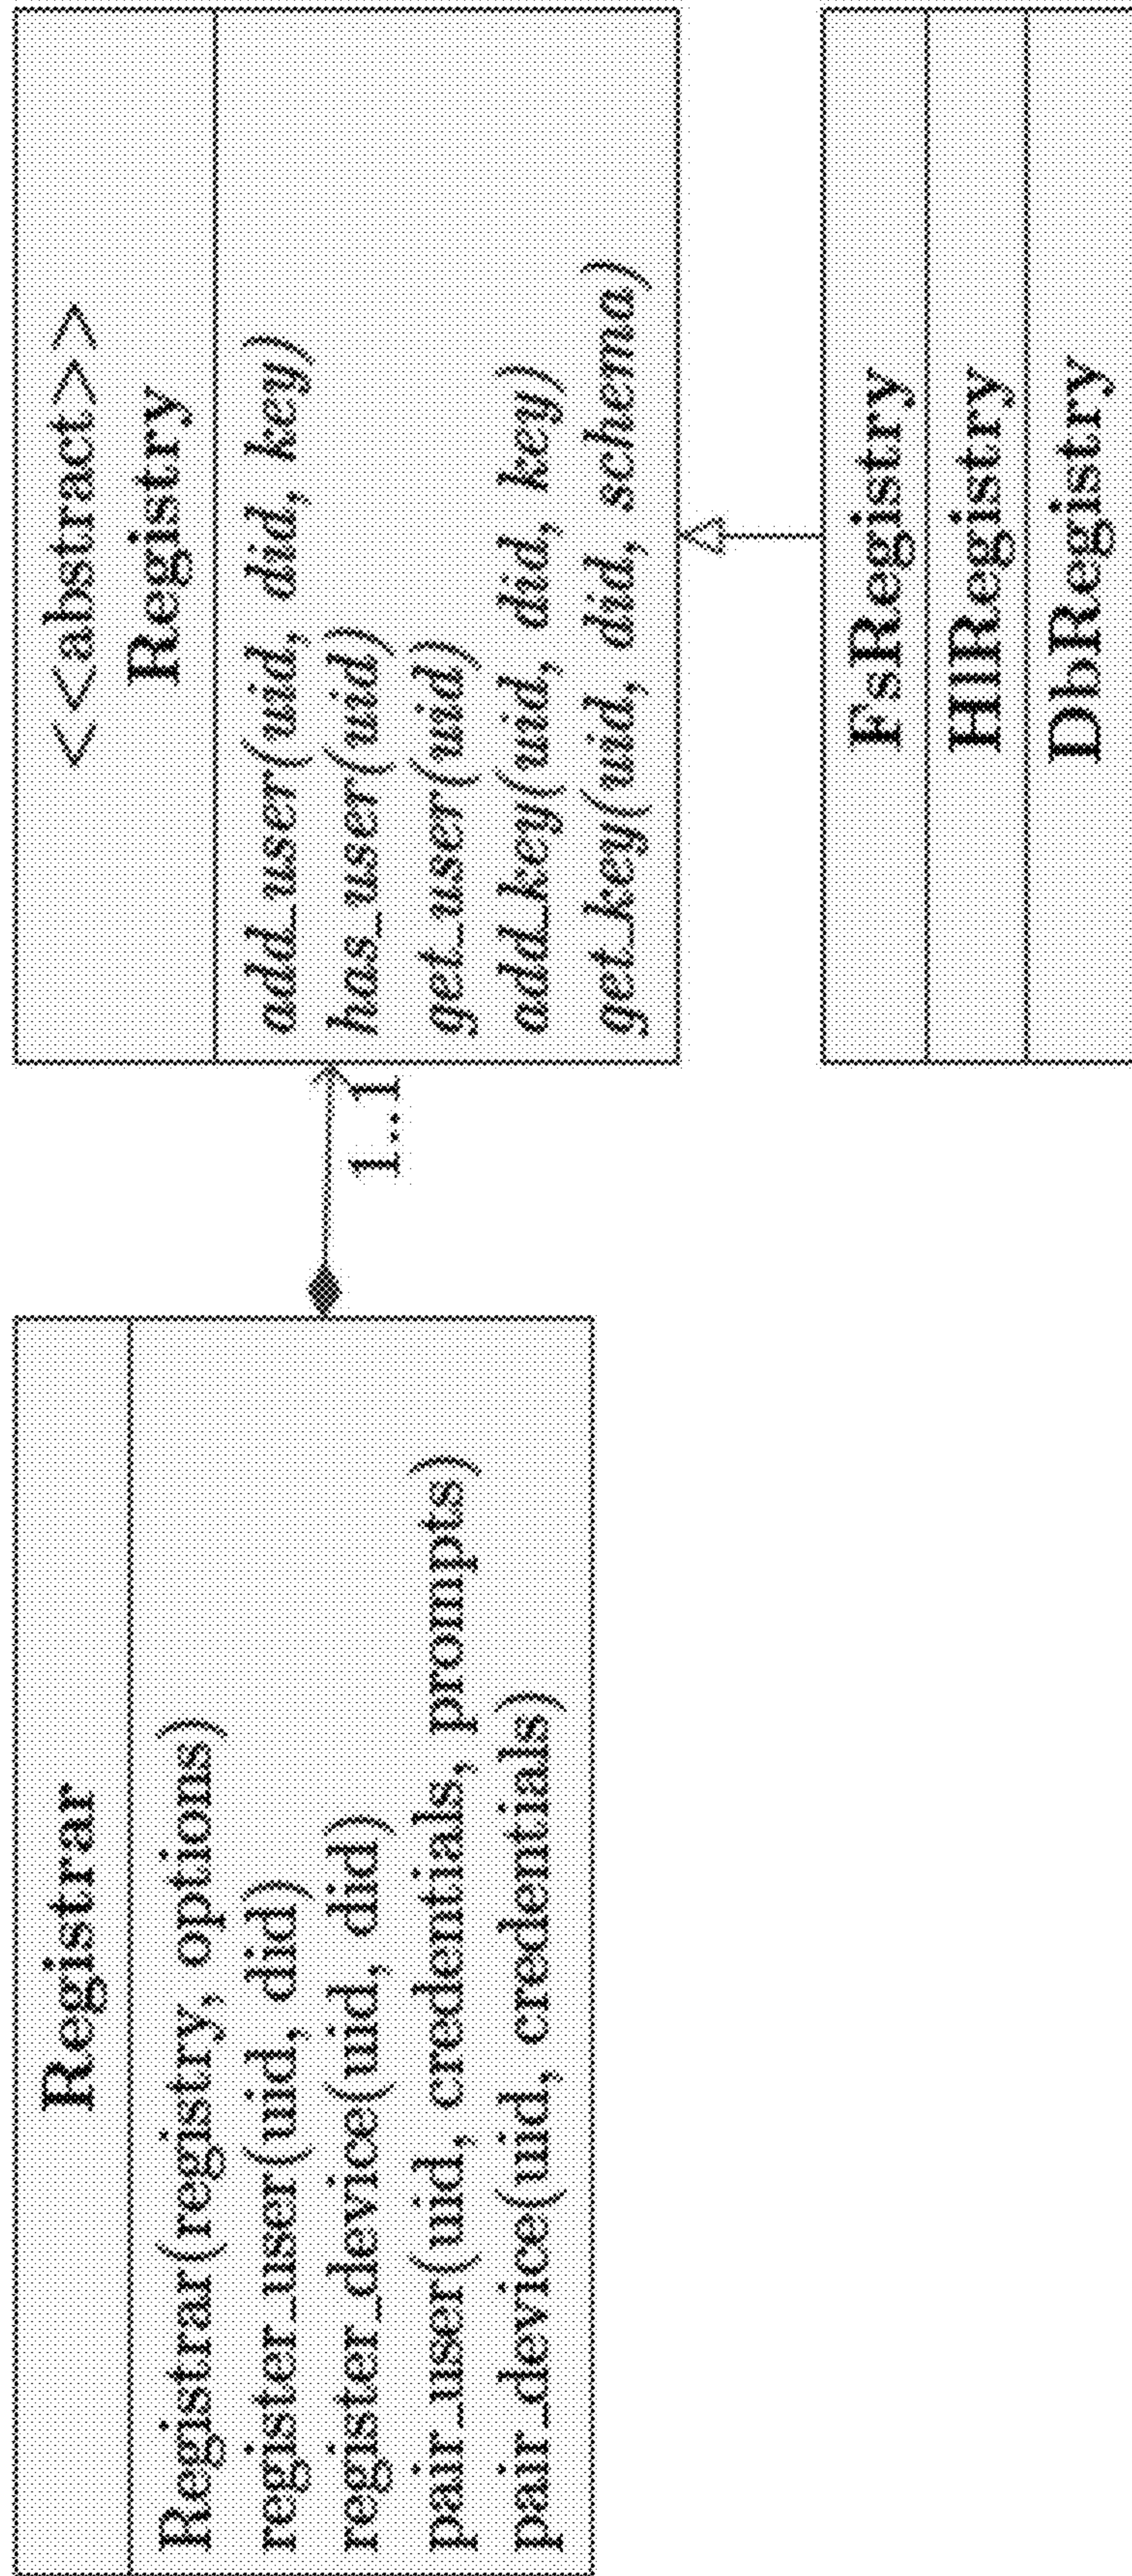 Registrar
Registrar(registry, options)
register_user(uid, did)
register_device(uid, did)
pair_user(uid, credentials, prompts)
pair_device(uid, credentials)
1..1
<<abstract>>
Registry
add_user(uid, did, key)
has_user(uid)
get_user(uid)
add_key(uid, did, key)
get_key(uid, did, schema)
FsRegistry
HlRegistry
DbRegistry